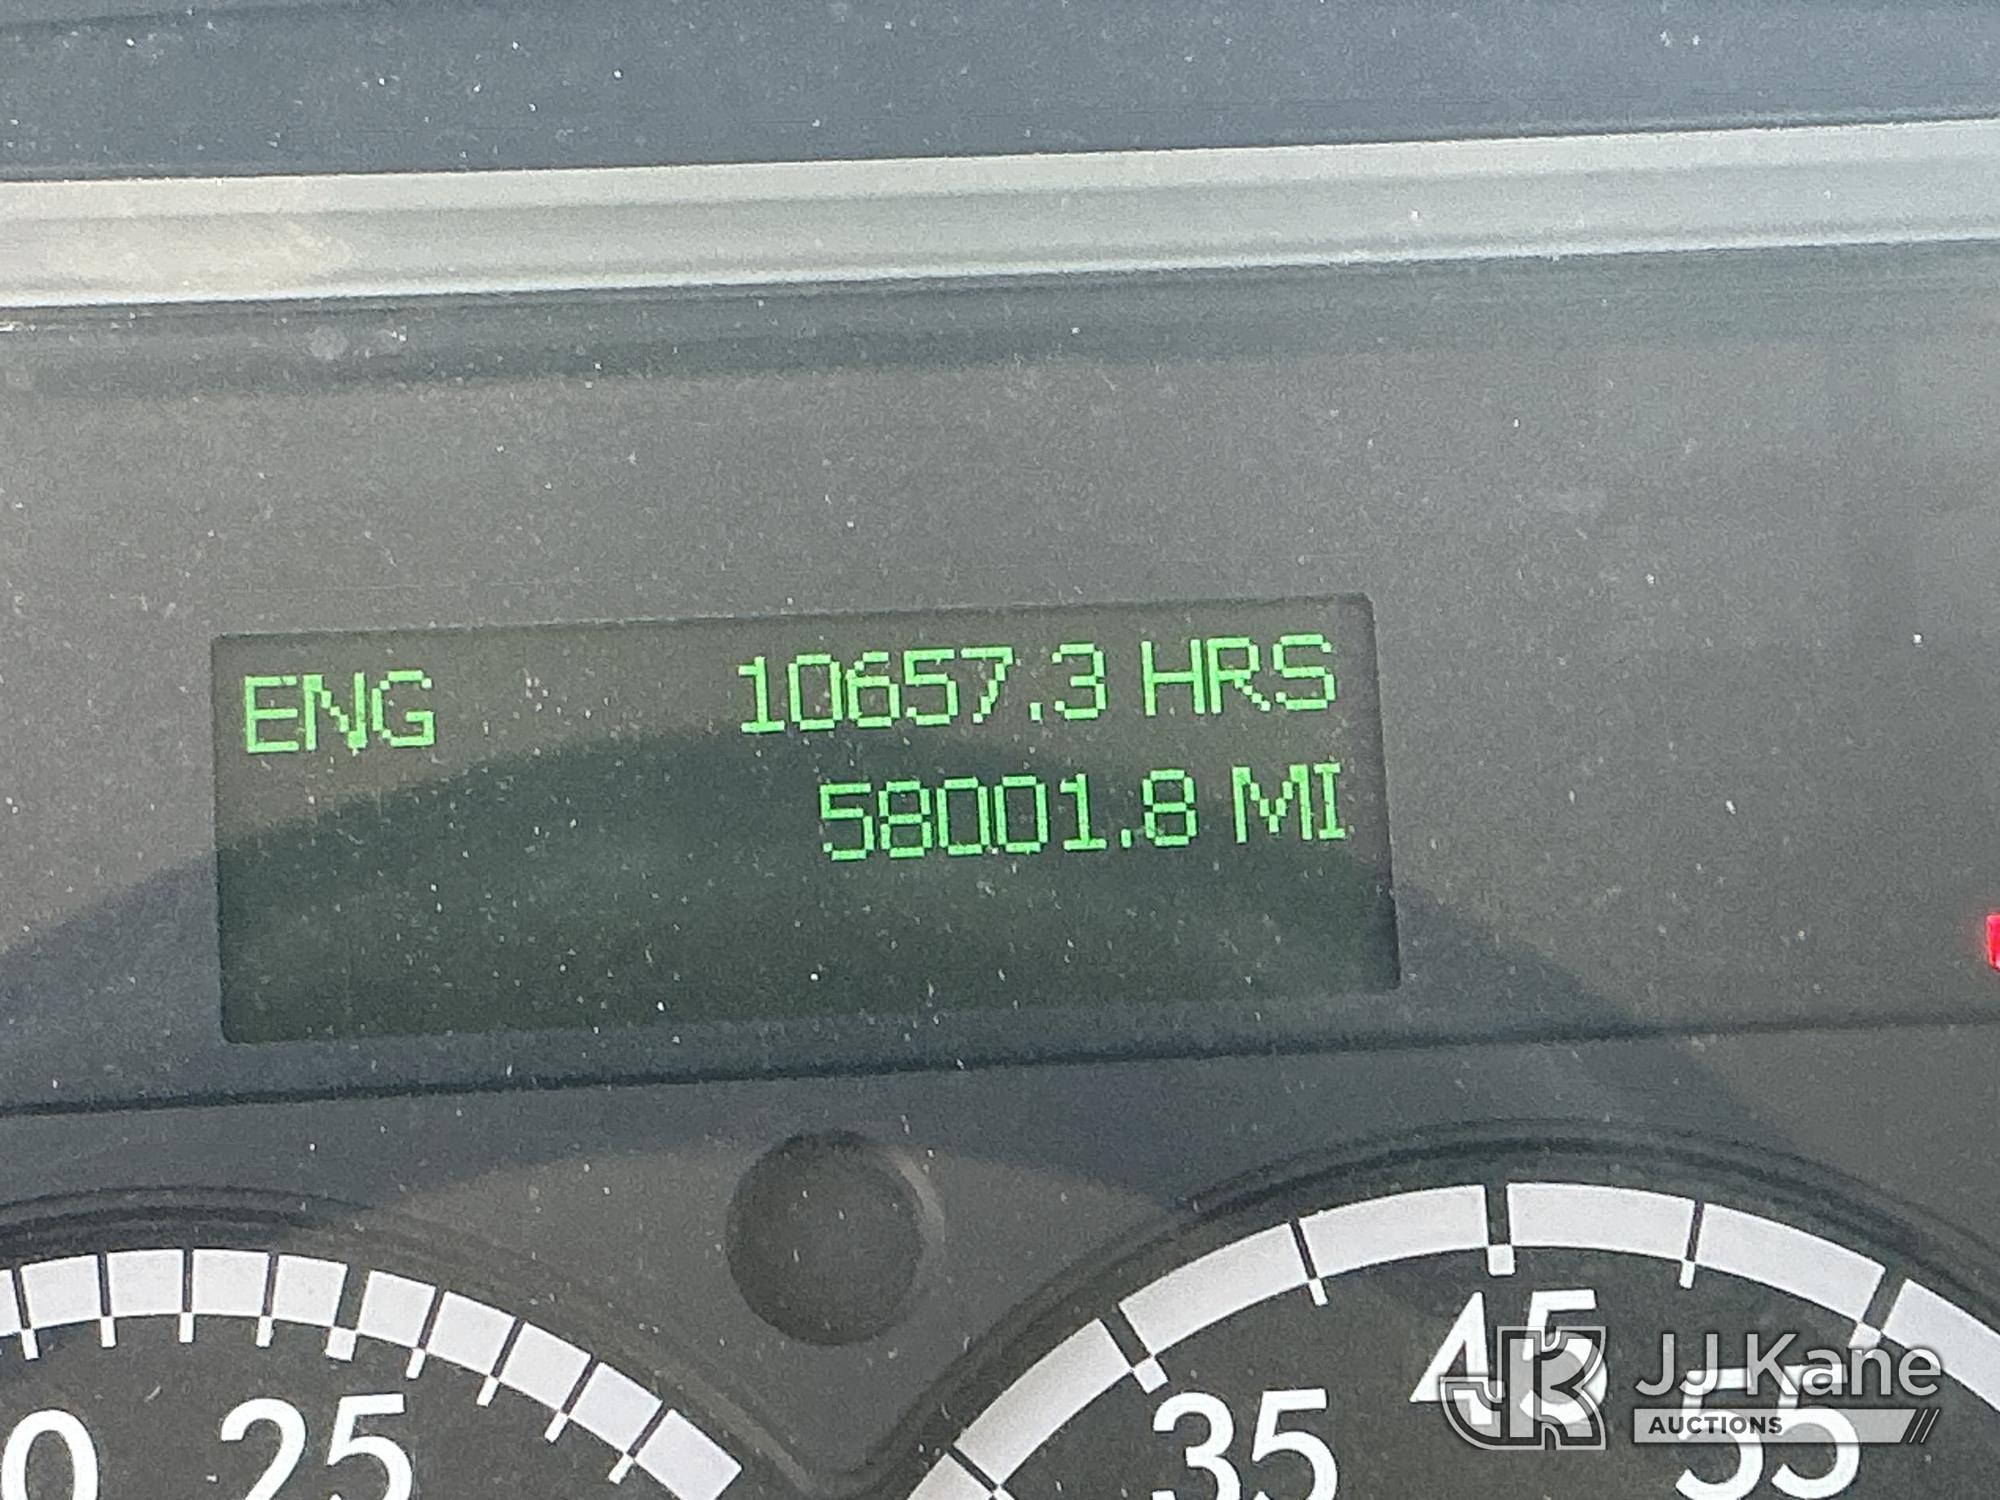 ENG 10657.3 HRS
58001.8 MI
25
35
45
55
JJ Kane
AUCTIONS